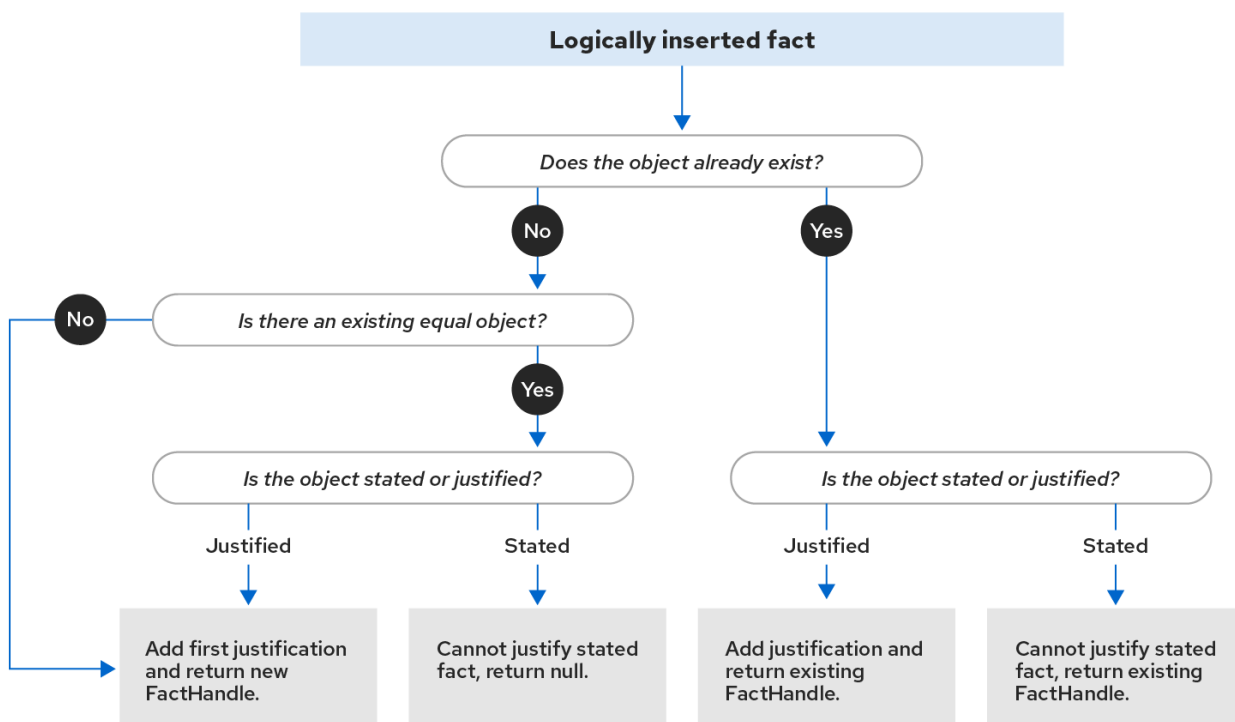 Logically inserted fact
Does the object already exist?
No
Yes
No
Is there an existing equal object?
Yes
Is the object stated or justified?
Is the object stated or justified?
Justified
Stated
Justified
Stated
Add first justification
and return new
FactHandle.
Cannot justify stated
fact, return null.
Add justification and
return existing
FactHandle.
Cannot justify stated
fact, return existing
FactHandle.